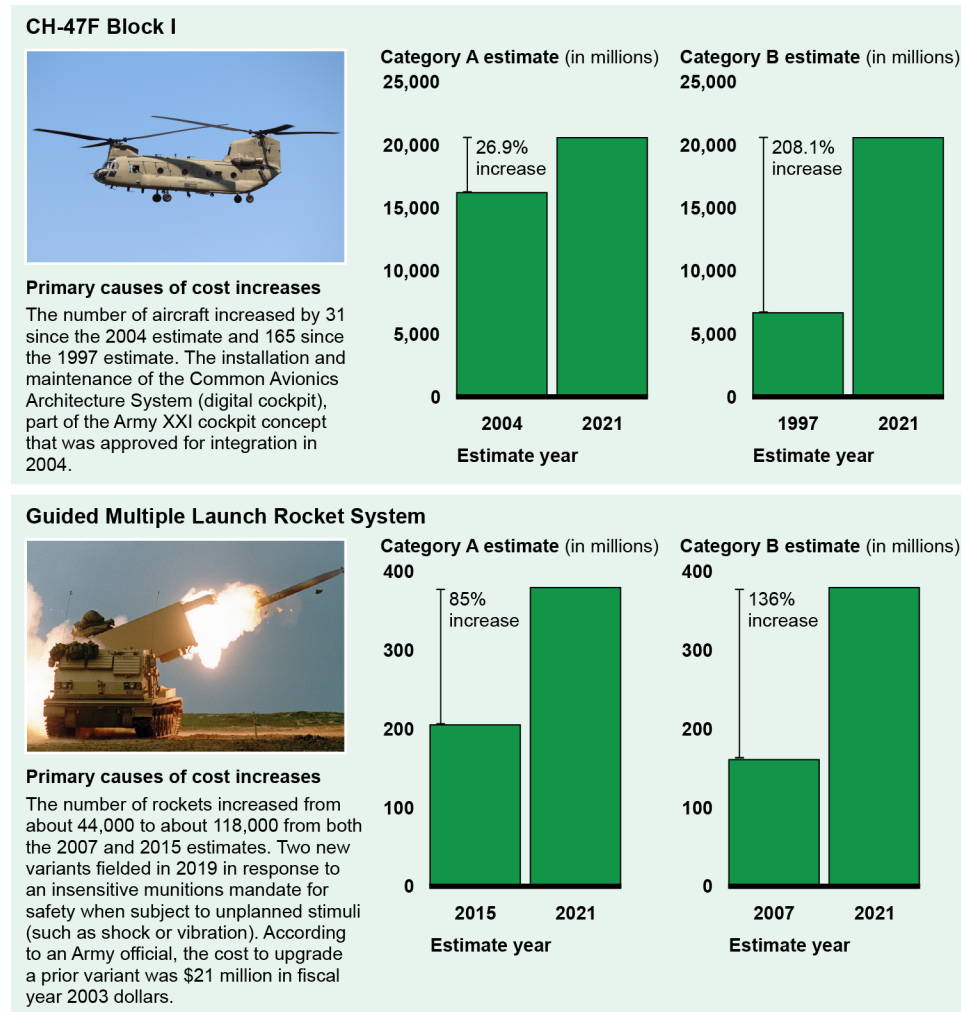 CH-47F Block I
Category A estimate (in millions)
25,000
20,000
15,000
10,000
5,000
0
26.9%
increase
2004
2021
Estimate year
Category B estimate (in millions)
25,000
20,000
15,000
10,000
5,000
0
208.1%
increase
1997
2021
Estimate year
Primary causes of cost increases
The number of aircraft increased by 31
since the 2004 estimate and 165 since
the 1997 estimate. The installation and
maintenance of the Common Avionics
Architecture System (digital cockpit),
part of the Army XXI cockpit concept
that was approved for integration in
2004.
Guided Multiple Launch Rocket System
Category A estimate (in millions)
400
300
200
100
0
85%
increase
2015
2021
Estimate year
Category B estimate (in millions)
400
300
200
100
0
136%
increase
2007
2021
Estimate year
Primary causes of cost increases
The number of rockets increased from
about 44,000 to about 118,000 from both
the 2007 and 2015 estimates. Two new
variants fielded in 2019 in response to
an insensitive munitions mandate for
safety when subject to unplanned stimuli
(such as shock or vibration). According
to an Army official, the cost to upgrade
a prior variant was $21 million in fiscal
year 2003 dollars.